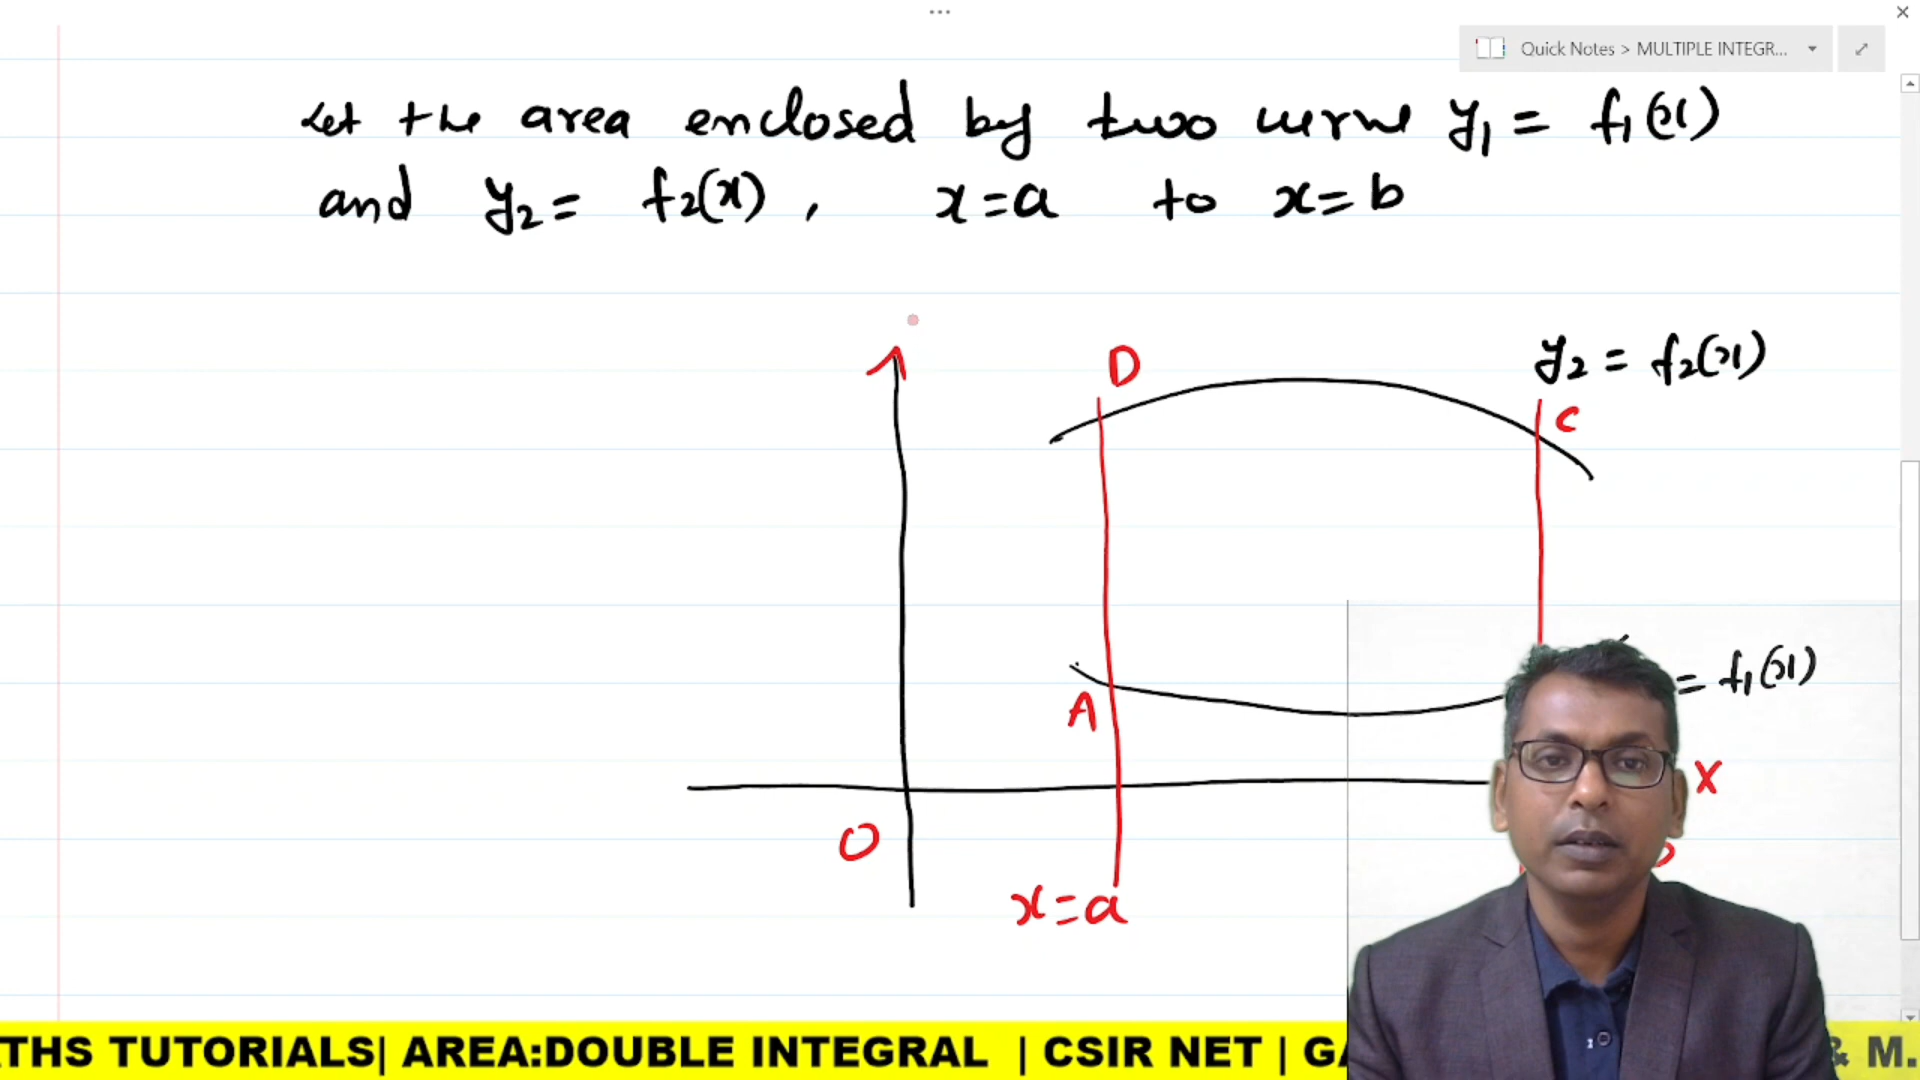 Quick Notes > MULTIPLE INTEGR...
Let the area enclosed by two curve y₁ = f₁(x)
and y₂ = f₂(x) , x=a to x=b
D
y₂ = f₂(x)
C
= f₁(x)
A
X
O
x=a
THS TUTORIALS| AREA:DOUBLE INTEGRAL | CSIR NET | GA & M.